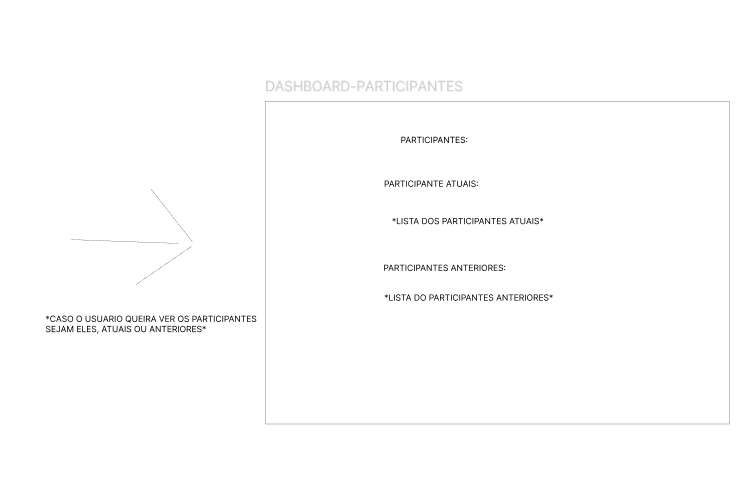 DASHBOARD-PARTICIPANTES
PARTICIPANTES:
PARTICIPANTE ATUAIS:
*LISTA DOS PARTICIPANTES ATUAIS*
PARTICIPANTES ANTERIORES:
*LISTA DO PARTICIPANTES ANTERIORES*
*CASO O USUARIO QUEIRA VER OS PARTICIPANTES
SEJAM ELES, ATUAIS OU ANTERIORES*